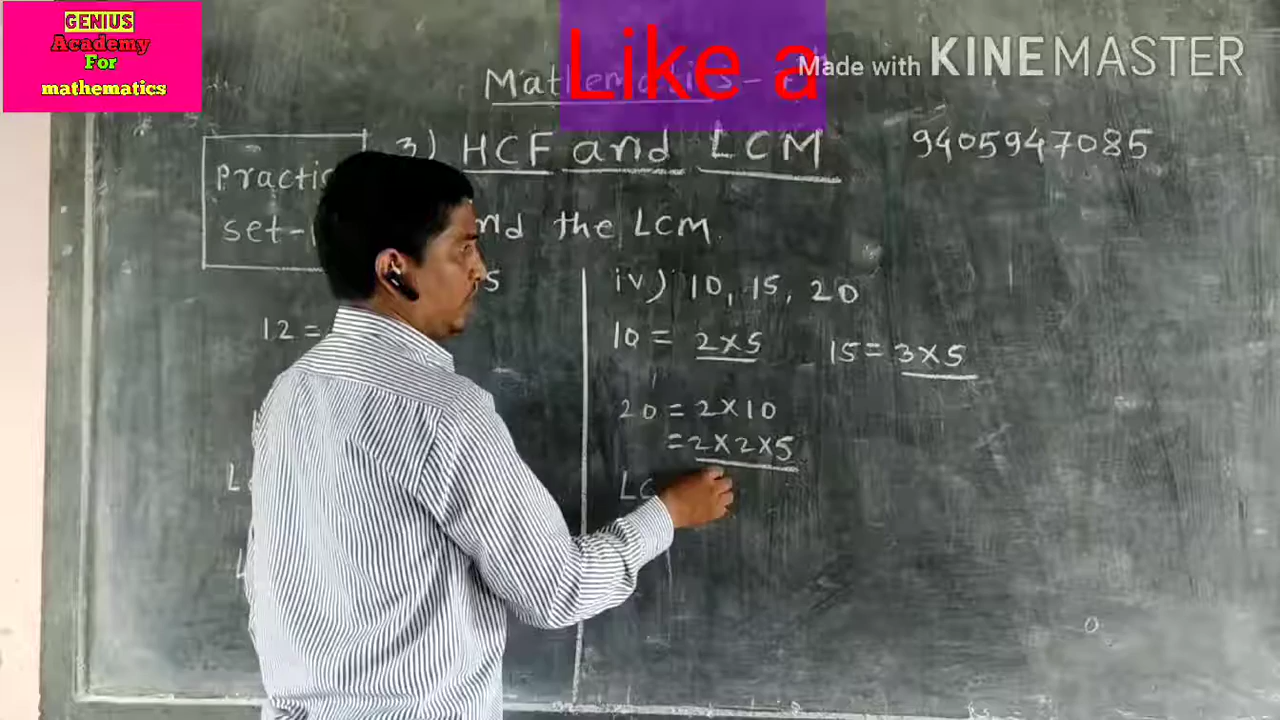 GENIUS
Academy
For
mathematics
Like a
Made with KINEMASTER
Mathematics-
3) HCF and LCM
9405947085
practic
set-
nd the LCM.
iv) 10, 15, 20
12 =
10 = 2×5
15 = 3×5
20 = 2×10
= 2×2×5
LC